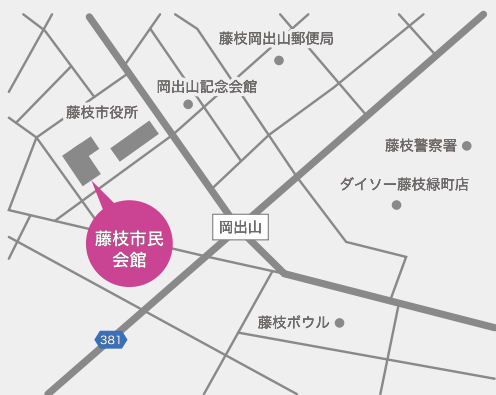 藤枝岡出山郵便局
岡出山記念会館
藤枝市役所
藤枝警察署
ダイソー藤枝緑町店
岡出山
藤枝市民
会館
藤枝ボウル
381